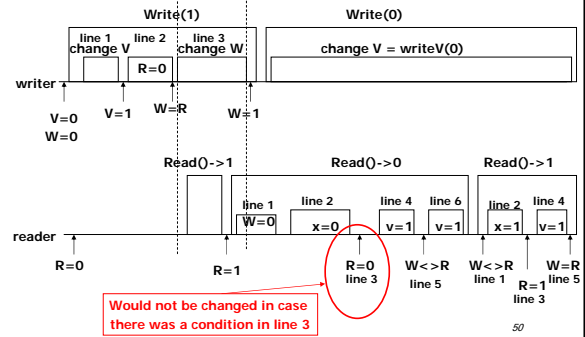 Write(1) Write(0)
line 1 line 2 line 3
change V change W change V = writeV(0)
R=0
writer
V=0 V=1 W=R W=1
W=0
Read()->1 Read()->0 Read()->1
line 1 line 2 line 4 line 6 line 2 line 4
W=0 x=0 v=1 v=1 x=1 v=1
reader
R=0 R=1 R=0 W<>R W<>R R=1 W=R
line 3 line 5 line 1 line 3 line 5
Would not be changed in case
there was a condition in line 3
50